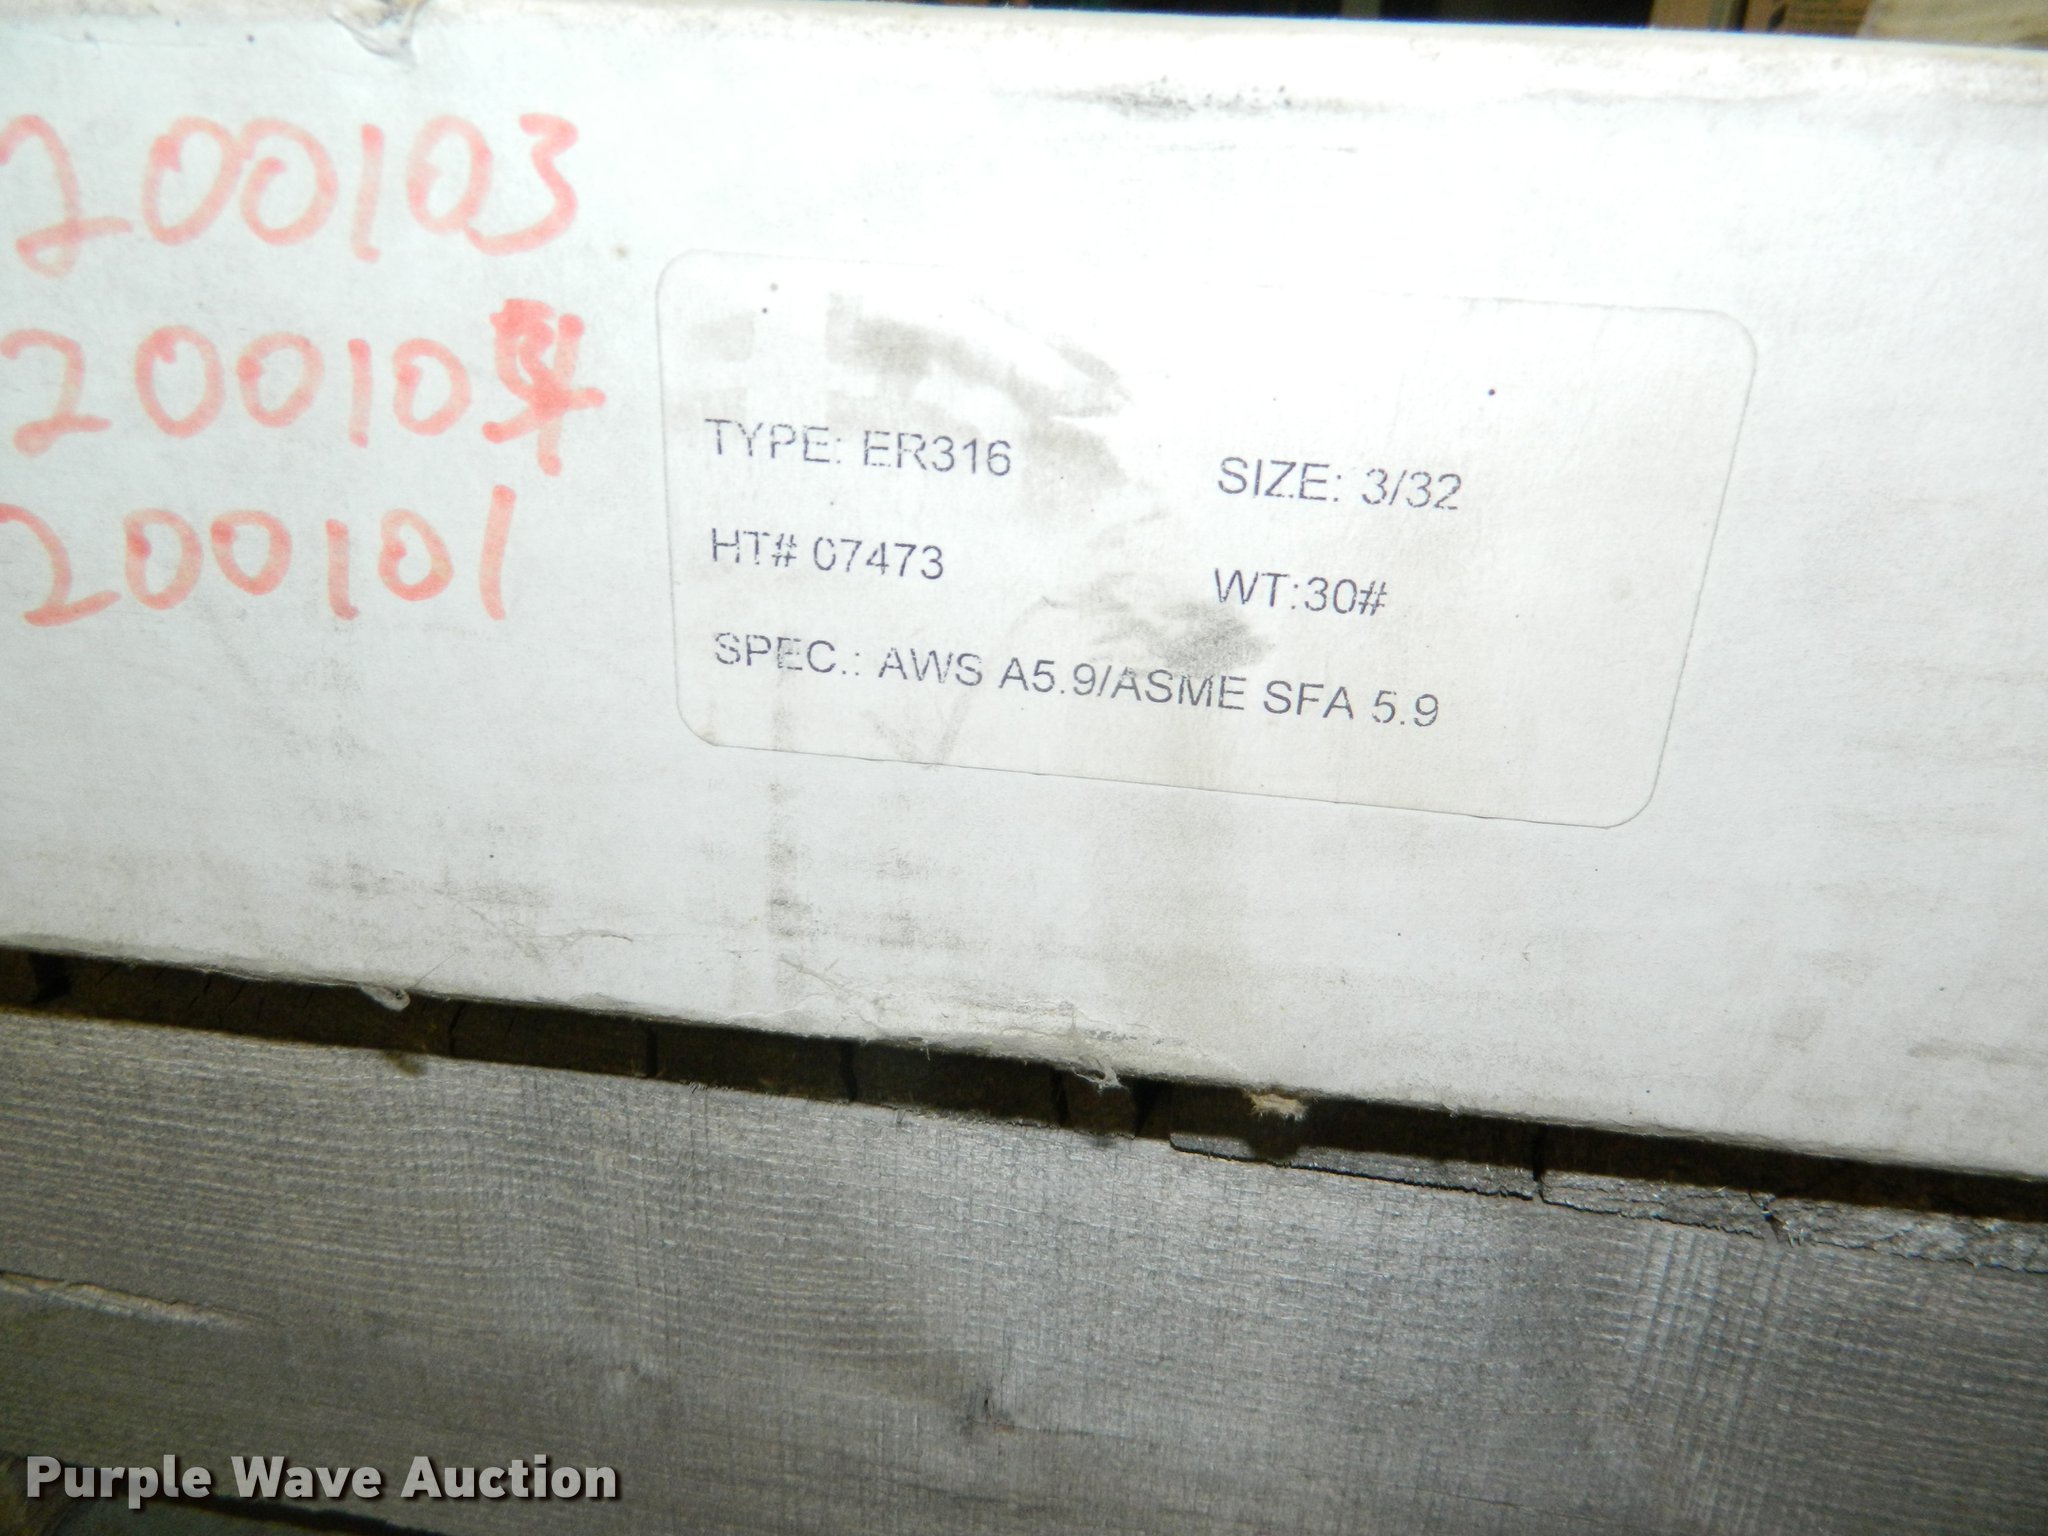 200103
200104
200101
TYPE: ER316 SIZE: 3/32
HT# 07473 WT:30#
SPEC.: AWS A5.9/ASME SFA 5.9
Purple Wave Auction